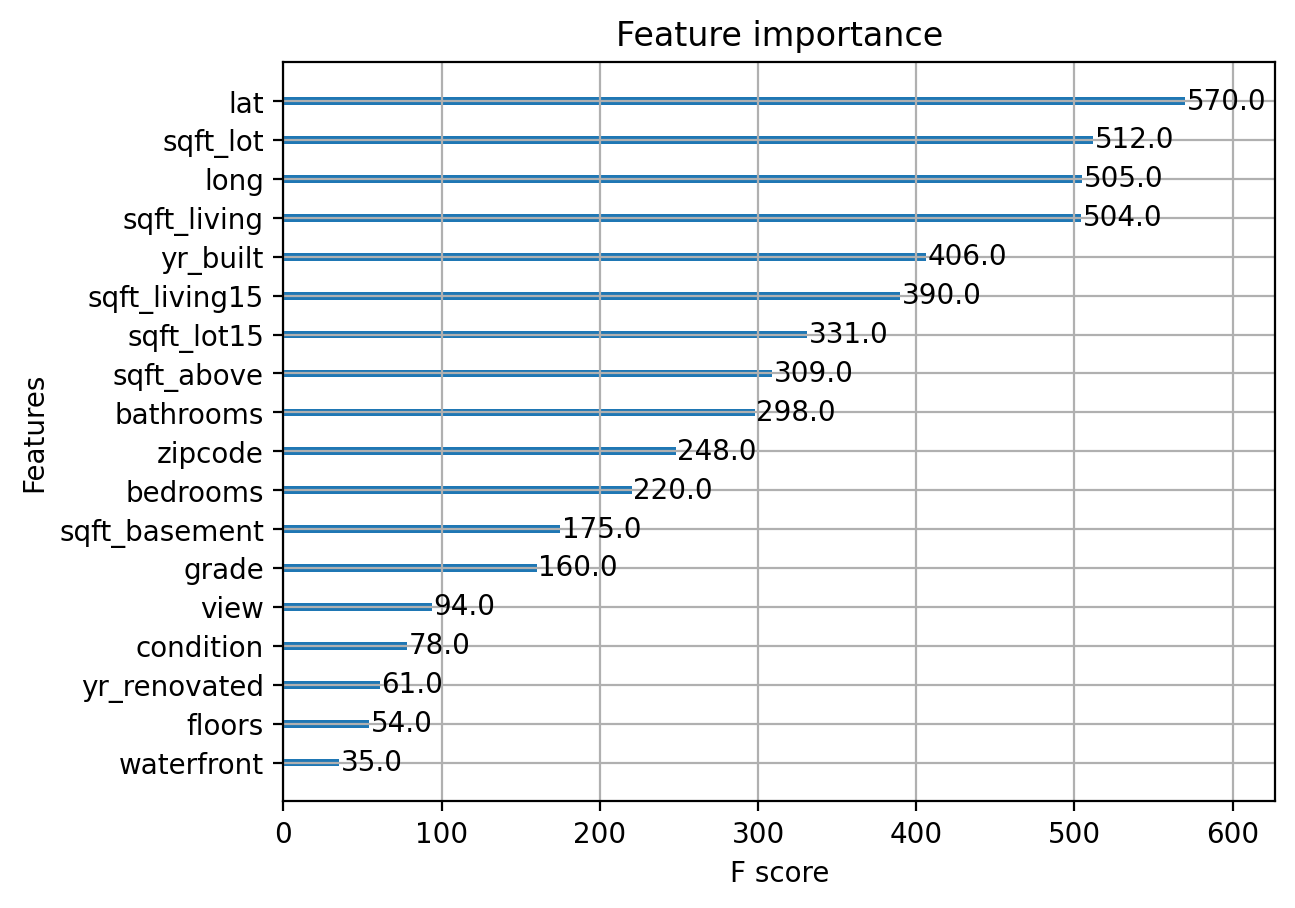 Feature importance
lat 570.0
sqft_lot 512.0
long 505.0
sqft_living 504.0
yr_built 406.0
sqft_living15 390.0
sqft_lot15 331.0
sqft_above 309.0
bathrooms 298.0
zipcode 248.0
bedrooms 220.0
sqft_basement 175.0
grade 160.0
view 94.0
condition 78.0
yr_renovated 61.0
floors 54.0
waterfront 35.0
Features
0 100 200 300 400 500 600
F score